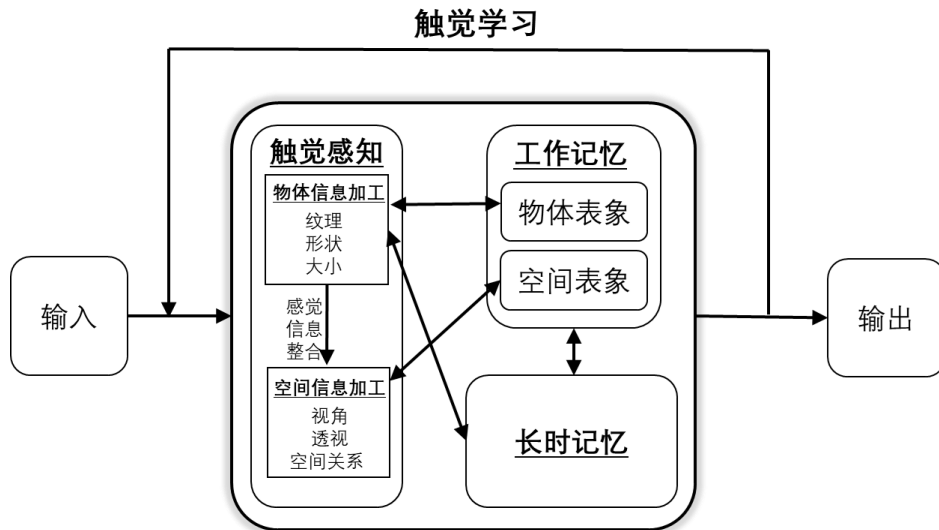 触觉学习
输入
触觉感知
物体信息加工
纹理
形状
大小
感觉
信息
整合
空间信息加工
视角
透视
空间关系
工作记忆
物体表象
空间表象
长时记忆
输出